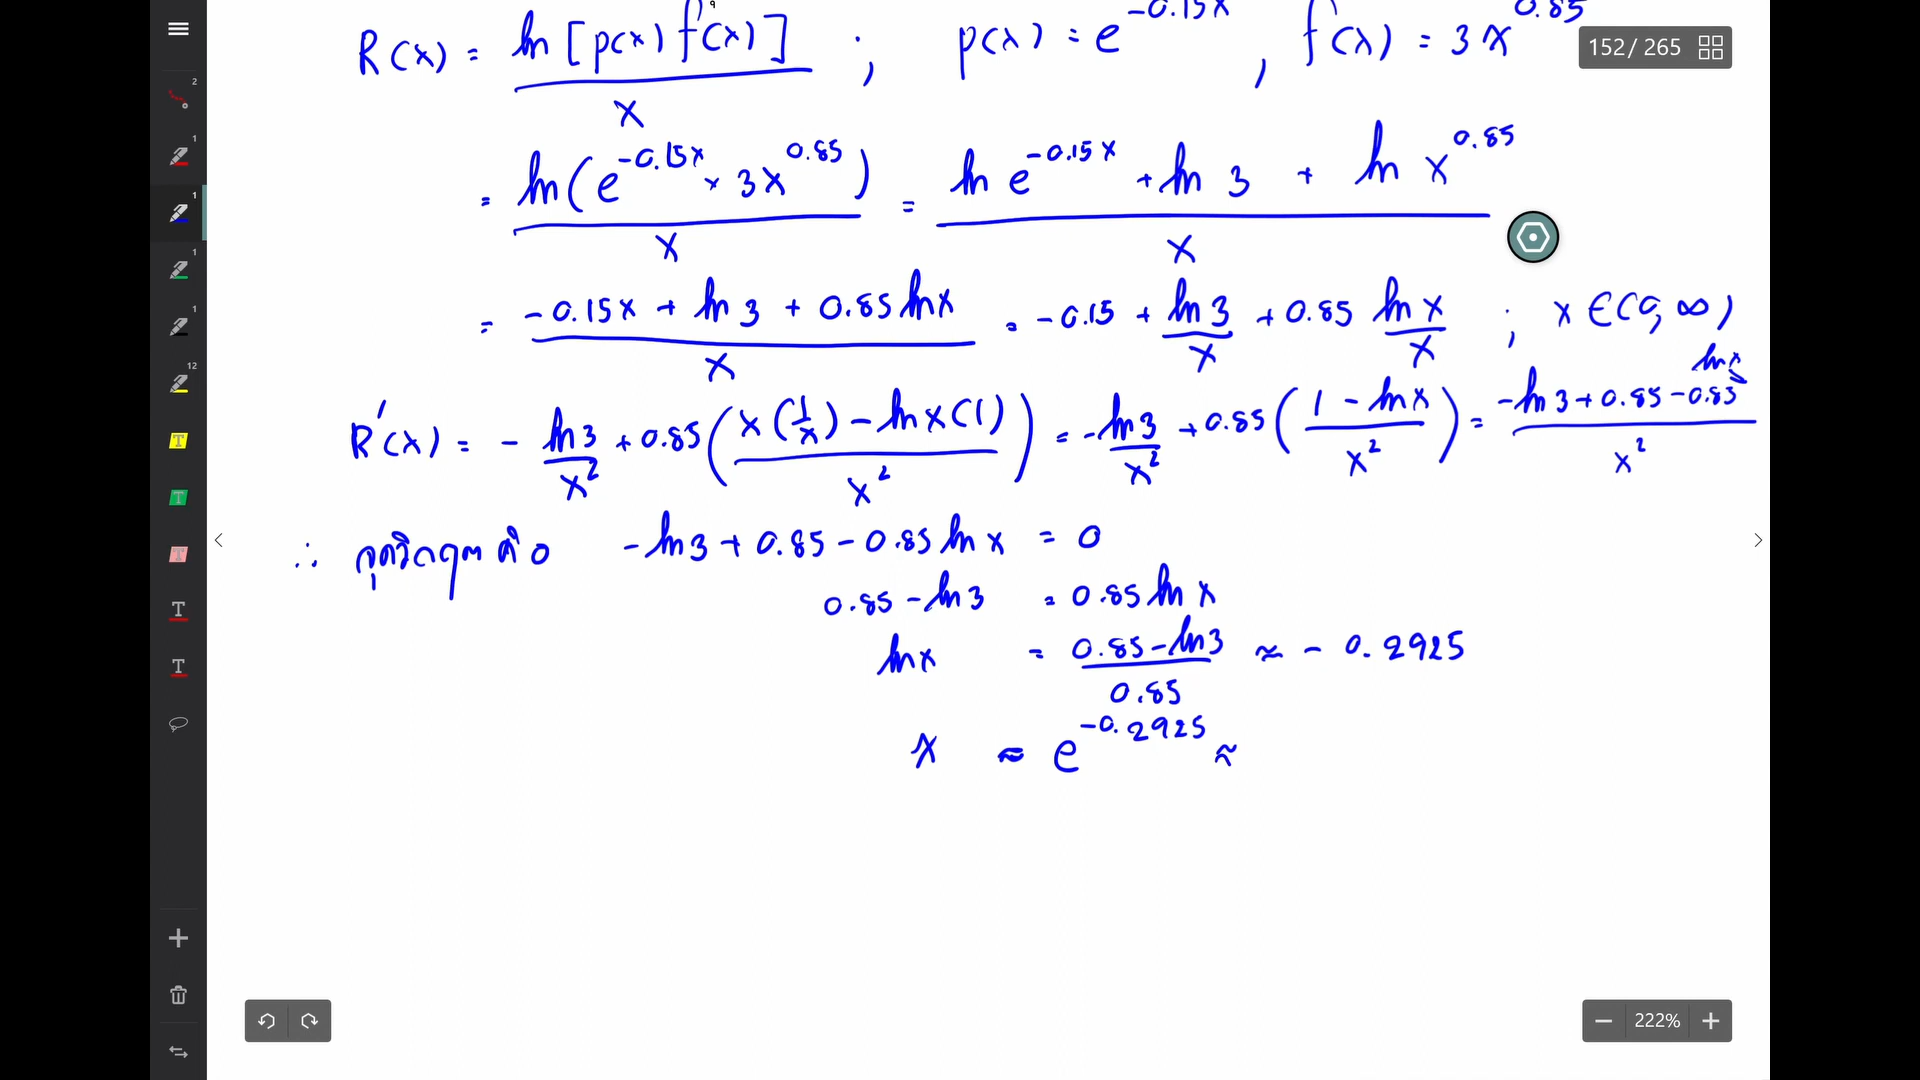 R(x) = ln [p(x) f(x)] / x ; p(x) = e^{-0.15x} , f(x) = 3x^{0.85}
152 / 265
= ln(e^{-0.15x} × 3x^{0.85}) / x = ln e^{-0.15x} + ln 3 + ln x^{0.85} / x
= -0.15x + ln 3 + 0.85 ln x / x = -0.15 + ln 3 / x + 0.85 ln x / x ; x ∈ (0, ∞)
R'(x) = - ln 3 / x² + 0.85 ( x (1/x) - ln x (1) / x² ) = - ln 3 / x² + 0.85 ( 1 - ln x / x² ) = -ln 3 + 0.85 - 0.85 ln x / x²
∴ จุดวิกฤตคือ -ln 3 + 0.85 - 0.85 ln x = 0
0.85 - ln 3 = 0.85 ln x
ln x = 0.85 - ln 3 / 0.85 ≈ - 0.2925
x ≈ e^{-0.2925} ≈
222%